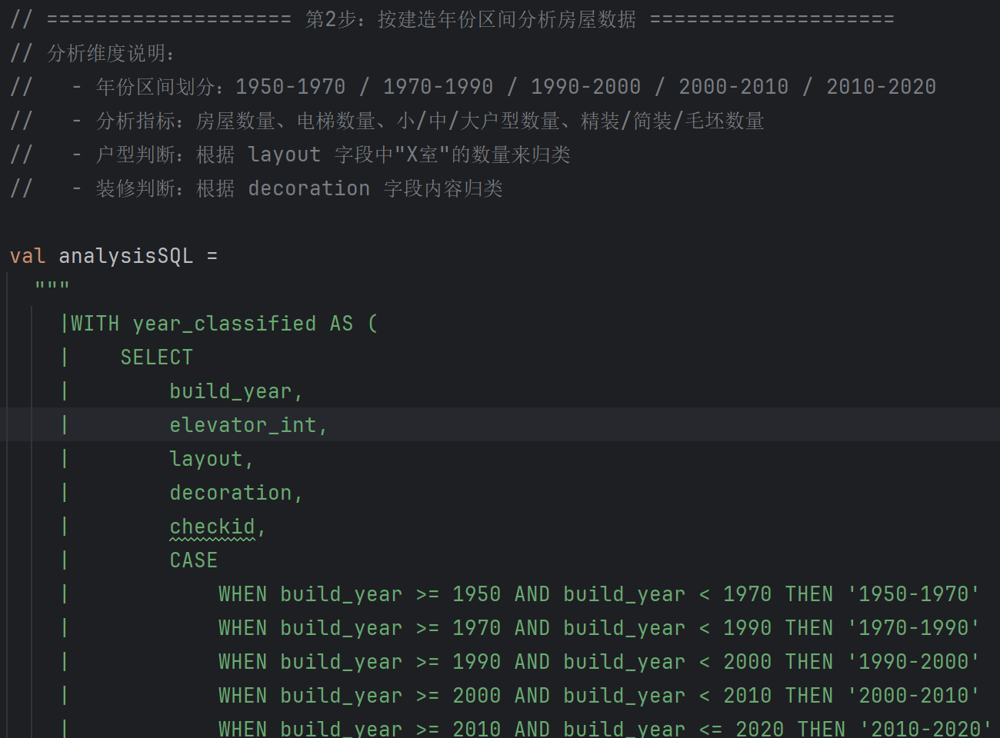 // ==================== 第2步：按建造年份区间分析房屋数据 ====================
// 分析维度说明：
//   - 年份区间划分：1950-1970 / 1970-1990 / 1990-2000 / 2000-2010 / 2010-2020
//   - 分析指标：房屋数量、电梯数量、小/中/大户型数量、精装/简装/毛坯数量
//   - 户型判断：根据 layout 字段中"X室"的数量来归类
//   - 装修判断：根据 decoration 字段内容归类
val analysisSQL =
  """
    |WITH year_classified AS (
    |    SELECT
    |        build_year,
    |        elevator_int,
    |        layout,
    |        decoration,
    |        checkid,
    |        CASE
    |            WHEN build_year >= 1950 AND build_year < 1970 THEN '1950-1970'
    |            WHEN build_year >= 1970 AND build_year < 1990 THEN '1970-1990'
    |            WHEN build_year >= 1990 AND build_year < 2000 THEN '1990-2000'
    |            WHEN build_year >= 2000 AND build_year < 2010 THEN '2000-2010'
    |            WHEN build_year >= 2010 AND build_year <= 2020 THEN '2010-2020'